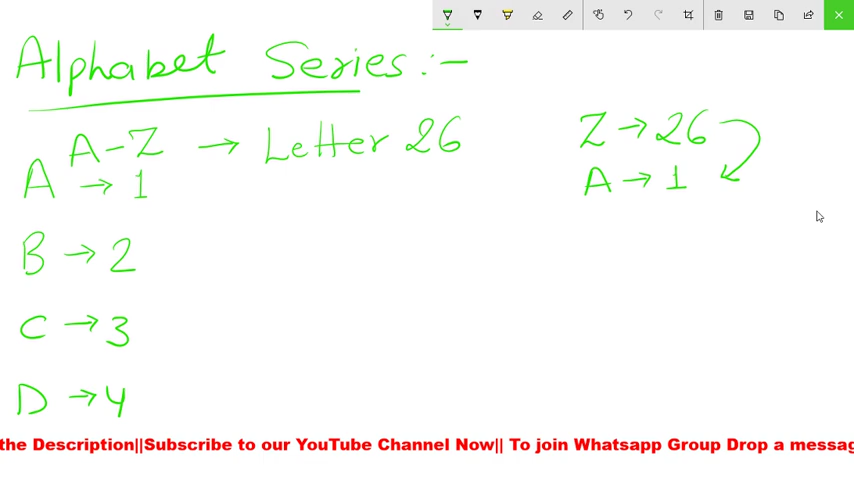 Alphabet Series :-
A-Z → Letter 26
A → 1
B → 2
C → 3
D → 4
Z → 26
A → 1
the Description||Subscribe to our YouTube Channel Now|| To join Whatsapp Group Drop a messag